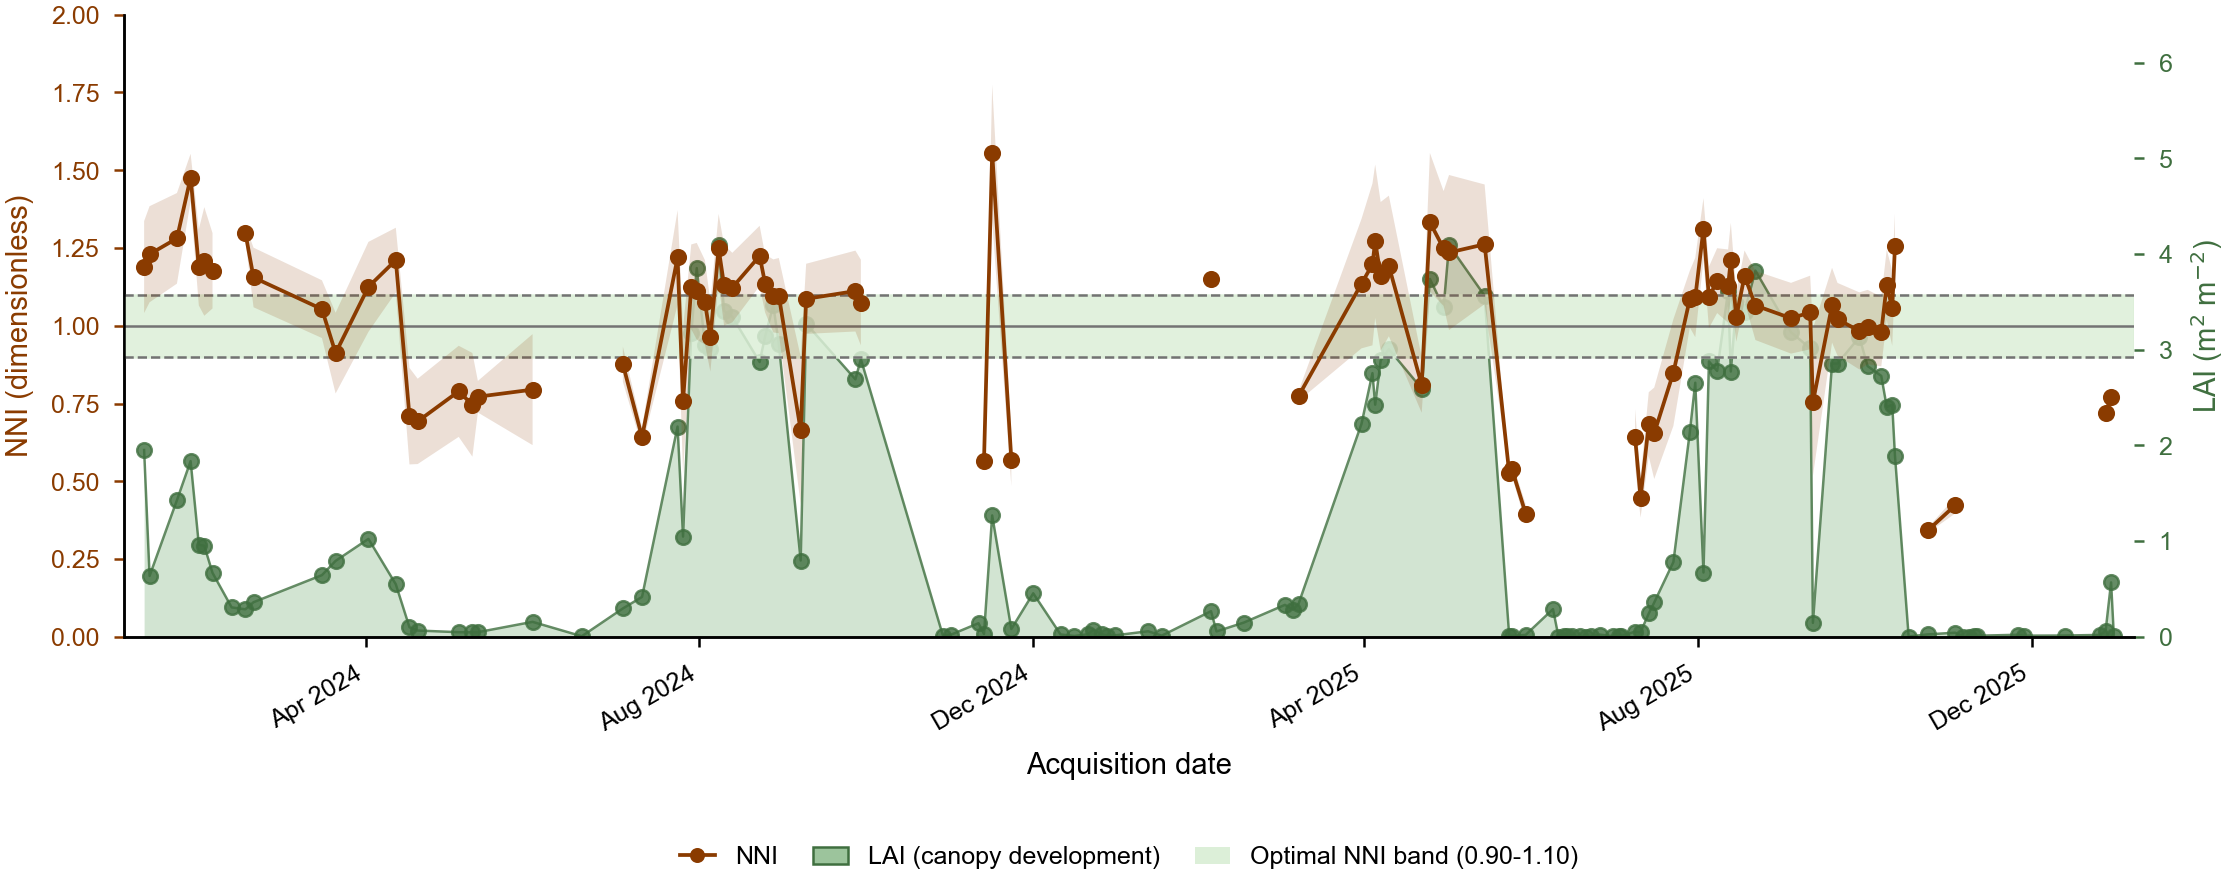 2.00
1.75
1.50
1.25
1.00
0.75
0.50
0.25
0.00
NNI (dimensionless)
6
5
4
3
2
1
0
LAI (m² m⁻²)
Apr 2024
Aug 2024
Dec 2024
Apr 2025
Aug 2025
Dec 2025
Acquisition date
NNI
LAI (canopy development)
Optimal NNI band (0.90-1.10)